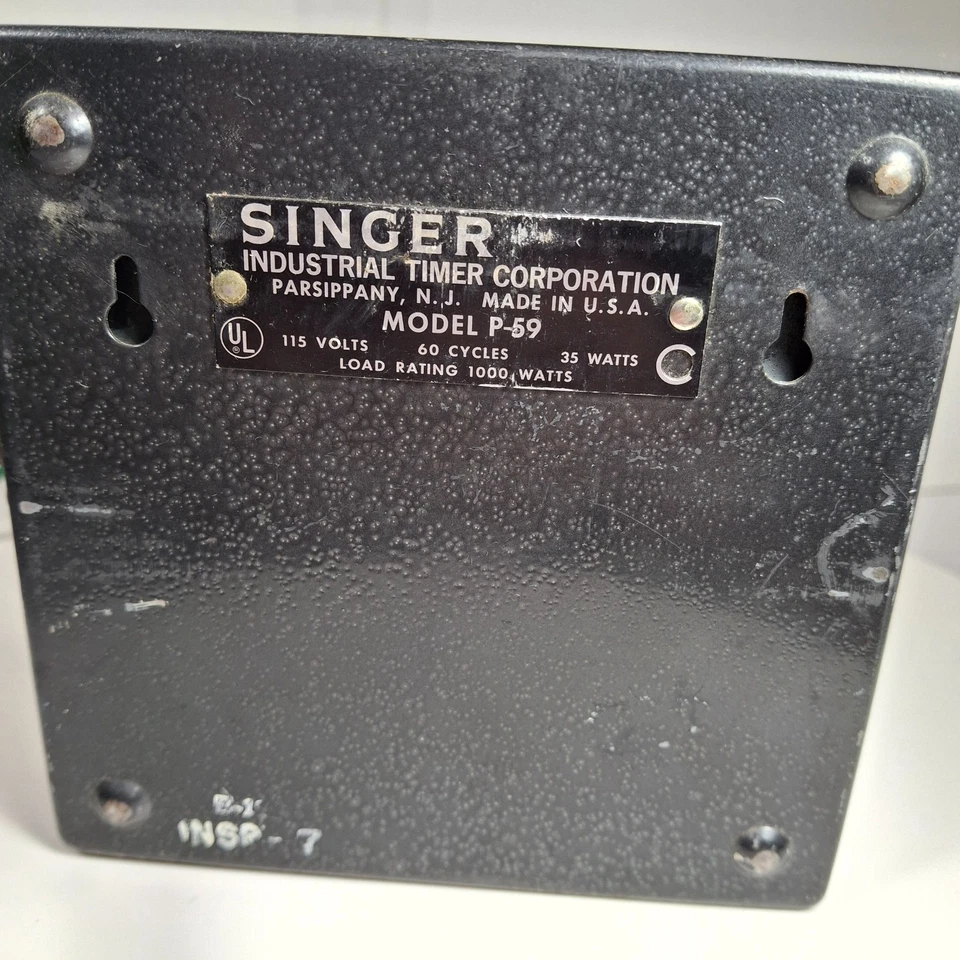 SINGER
INDUSTRIAL TIMER CORPORATION
PARSIPPANY, N. J. MADE IN U.S.A.
MODEL P-59
UL ® 115 VOLTS 60 CYCLES 35 WATTS C
LOAD RATING 1000 WATTS
INSP - 7